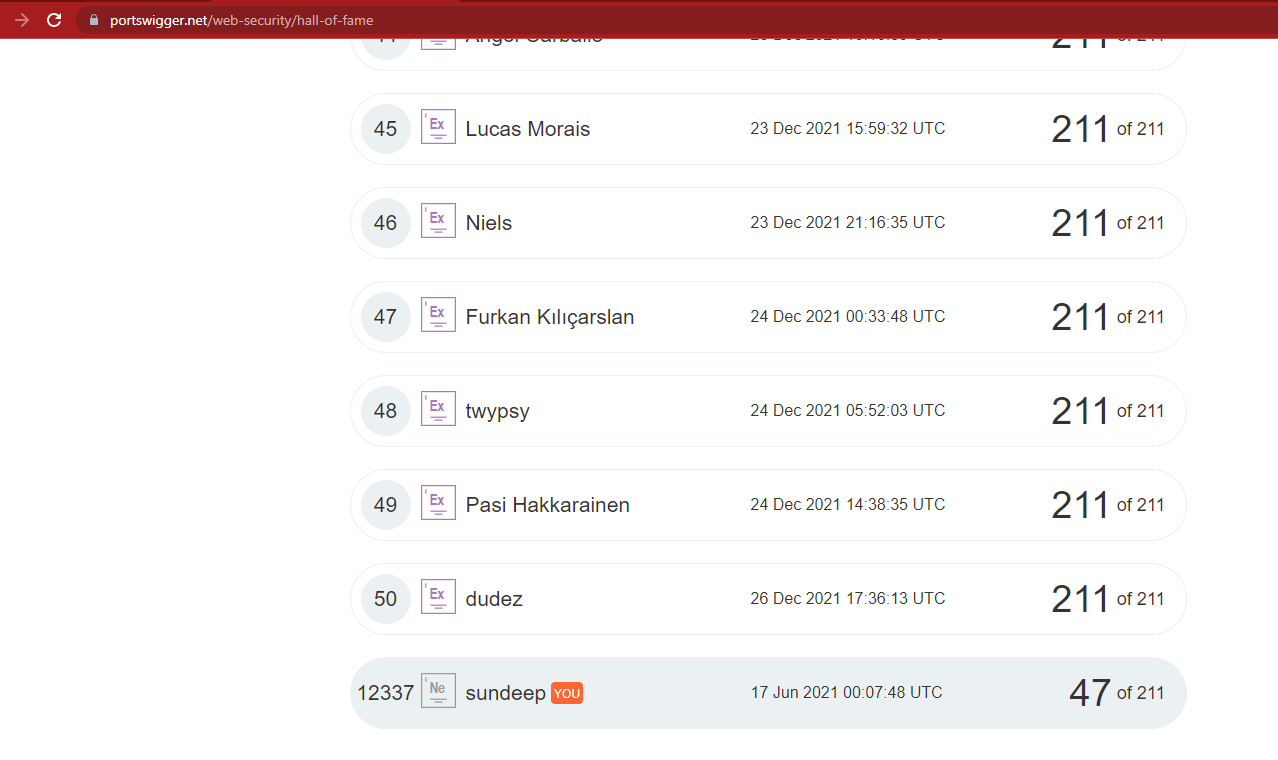 portswigger.net/web-security/hall-of-fame
211 of 211
45 Ex Lucas Morais 23 Dec 2021 15:59:32 UTC 211 of 211
46 Ex Niels 23 Dec 2021 21:16:35 UTC 211 of 211
47 Ex Furkan Kılıçarslan 24 Dec 2021 00:33:48 UTC 211 of 211
48 Ex twypsy 24 Dec 2021 05:52:03 UTC 211 of 211
49 Ex Pasi Hakkarainen 24 Dec 2021 14:38:35 UTC 211 of 211
50 Ex dudez 26 Dec 2021 17:36:13 UTC 211 of 211
12337 Ne sundeep YOU 17 Jun 2021 00:07:48 UTC 47 of 211